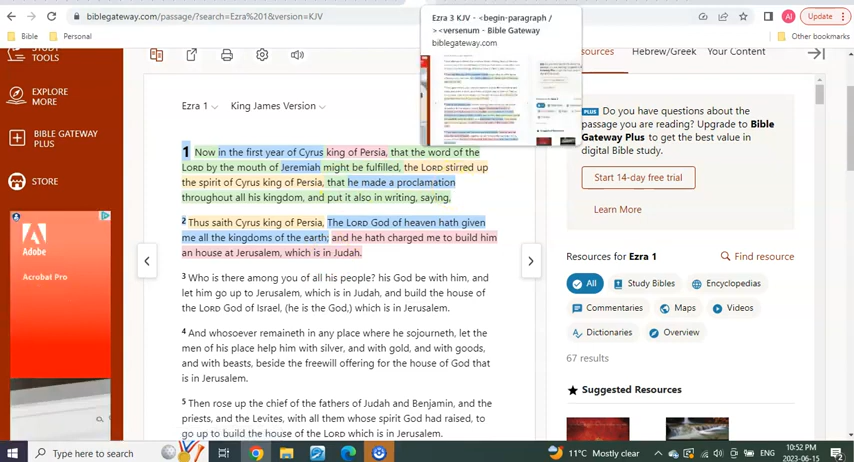 biblegateway.com/passage/?search=Ezra%201&version=KJV
Update
Bible
Personal
Other bookmarks
Ezra 3 KJV - <begin-paragraph /
><versenum - Bible Gateway
biblegateway.com
STUDY
TOOLS
EXPLORE
MORE
BIBLE GATEWAY
PLUS
STORE
Adobe
Acrobat Pro
Ezra 1
King James Version
1 Now in the first year of Cyrus king of Persia, that the word of the
LORD by the mouth of Jeremiah might be fulfilled, the LORD stirred up
the spirit of Cyrus king of Persia, that he made a proclamation
throughout all his kingdom, and put it also in writing, saying,
2 Thus saith Cyrus king of Persia, The LORD God of heaven hath given
me all the kingdoms of the earth; and he hath charged me to build him
an house at Jerusalem, which is in Judah.
3 Who is there among you of all his people? his God be with him, and
let him go up to Jerusalem, which is in Judah, and build the house of
the LORD God of Israel, (he is the God,) which is in Jerusalem.
4 And whosoever remaineth in any place where he sojourneth, let the
men of his place help him with silver, and with gold, and with goods,
and with beasts, beside the freewill offering for the house of God that
is in Jerusalem.
5 Then rose up the chief of the fathers of Judah and Benjamin, and the
priests, and the Levites, with all them whose spirit God had raised, to
go up to build the house of the LORD which is in Jerusalem.
Hebrew/Greek
Your Content
PLUS Do you have questions about the
passage you are reading? Upgrade to Bible
Gateway Plus to get the best value in
digital Bible study.
Start 14-day free trial
Learn More
Resources for Ezra 1
Find resource
All
Study Bibles
Encyclopedias
Commentaries
Maps
Videos
Dictionaries
Overview
67 results
Suggested Resources
Type here to search
11°C Mostly clear
ENG
10:52 PM
2023-06-15
2